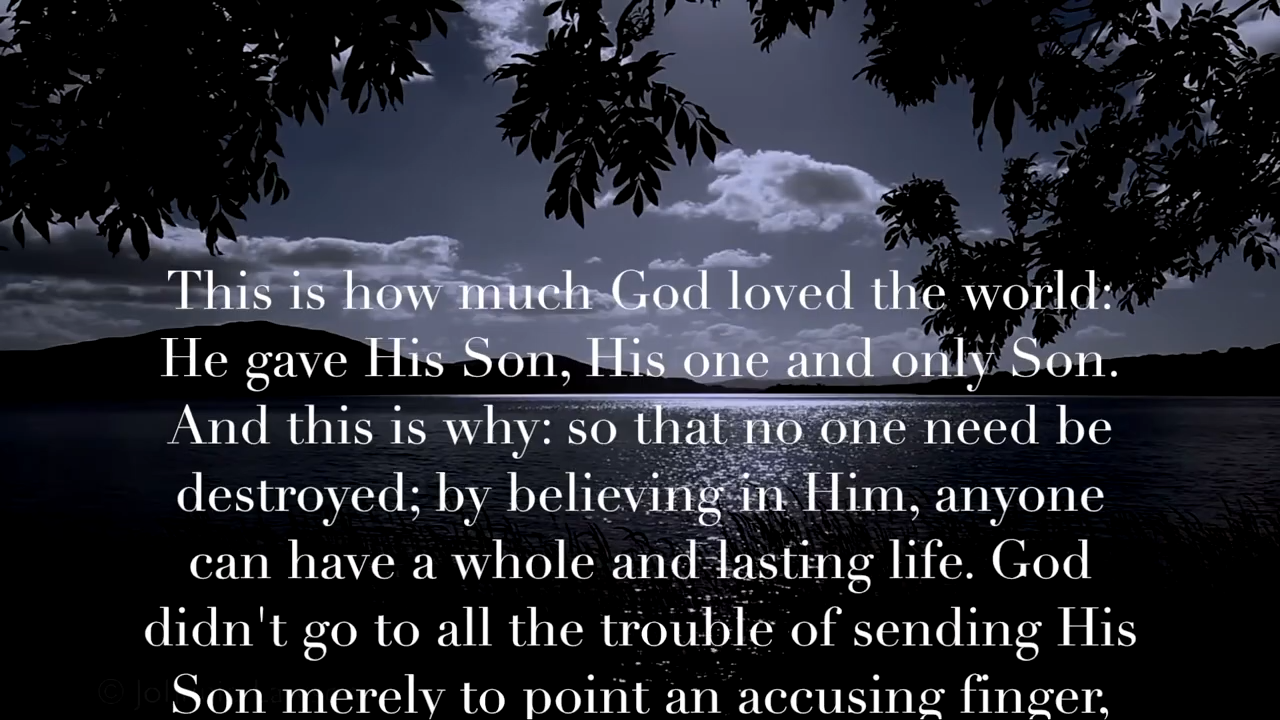 This is how much God loved the world:
He gave His Son, His one and only Son.
And this is why: so that no one need be
destroyed; by believing in Him, anyone
can have a whole and lasting life. God
didn't go to all the trouble of sending His
Son merely to point an accusing finger,